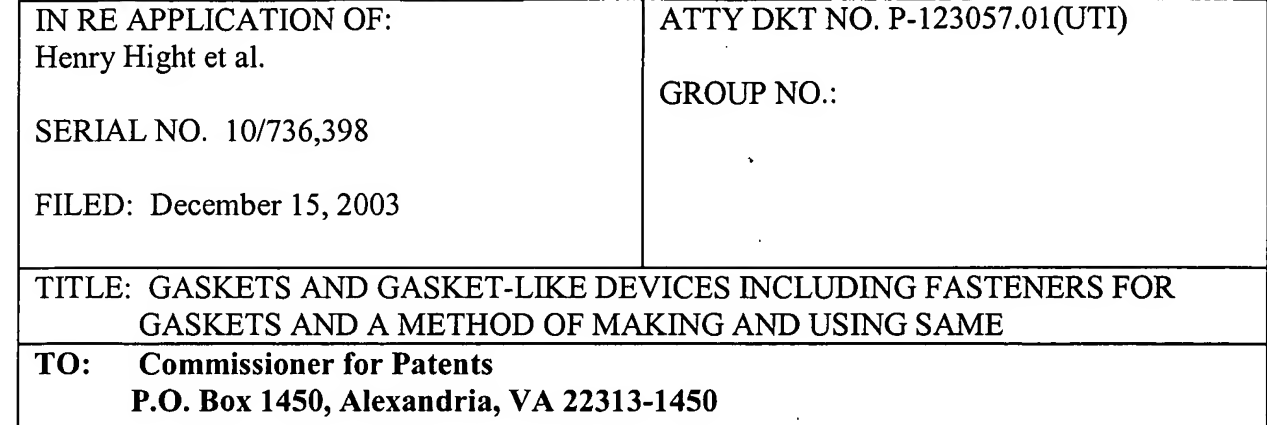 IN RE APPLICATION OF:
Henry Hight et al.
SERIAL NO. 10/736,398
FILED: December 15, 2003
ATTY DKT NO. P-123057.01(UTI)
GROUP NO.:
TITLE: GASKETS AND GASKET-LIKE DEVICES INCLUDING FASTENERS FOR
GASKETS AND A METHOD OF MAKING AND USING SAME
TO: Commissioner for Patents
P.O. Box 1450, Alexandria, VA 22313-1450